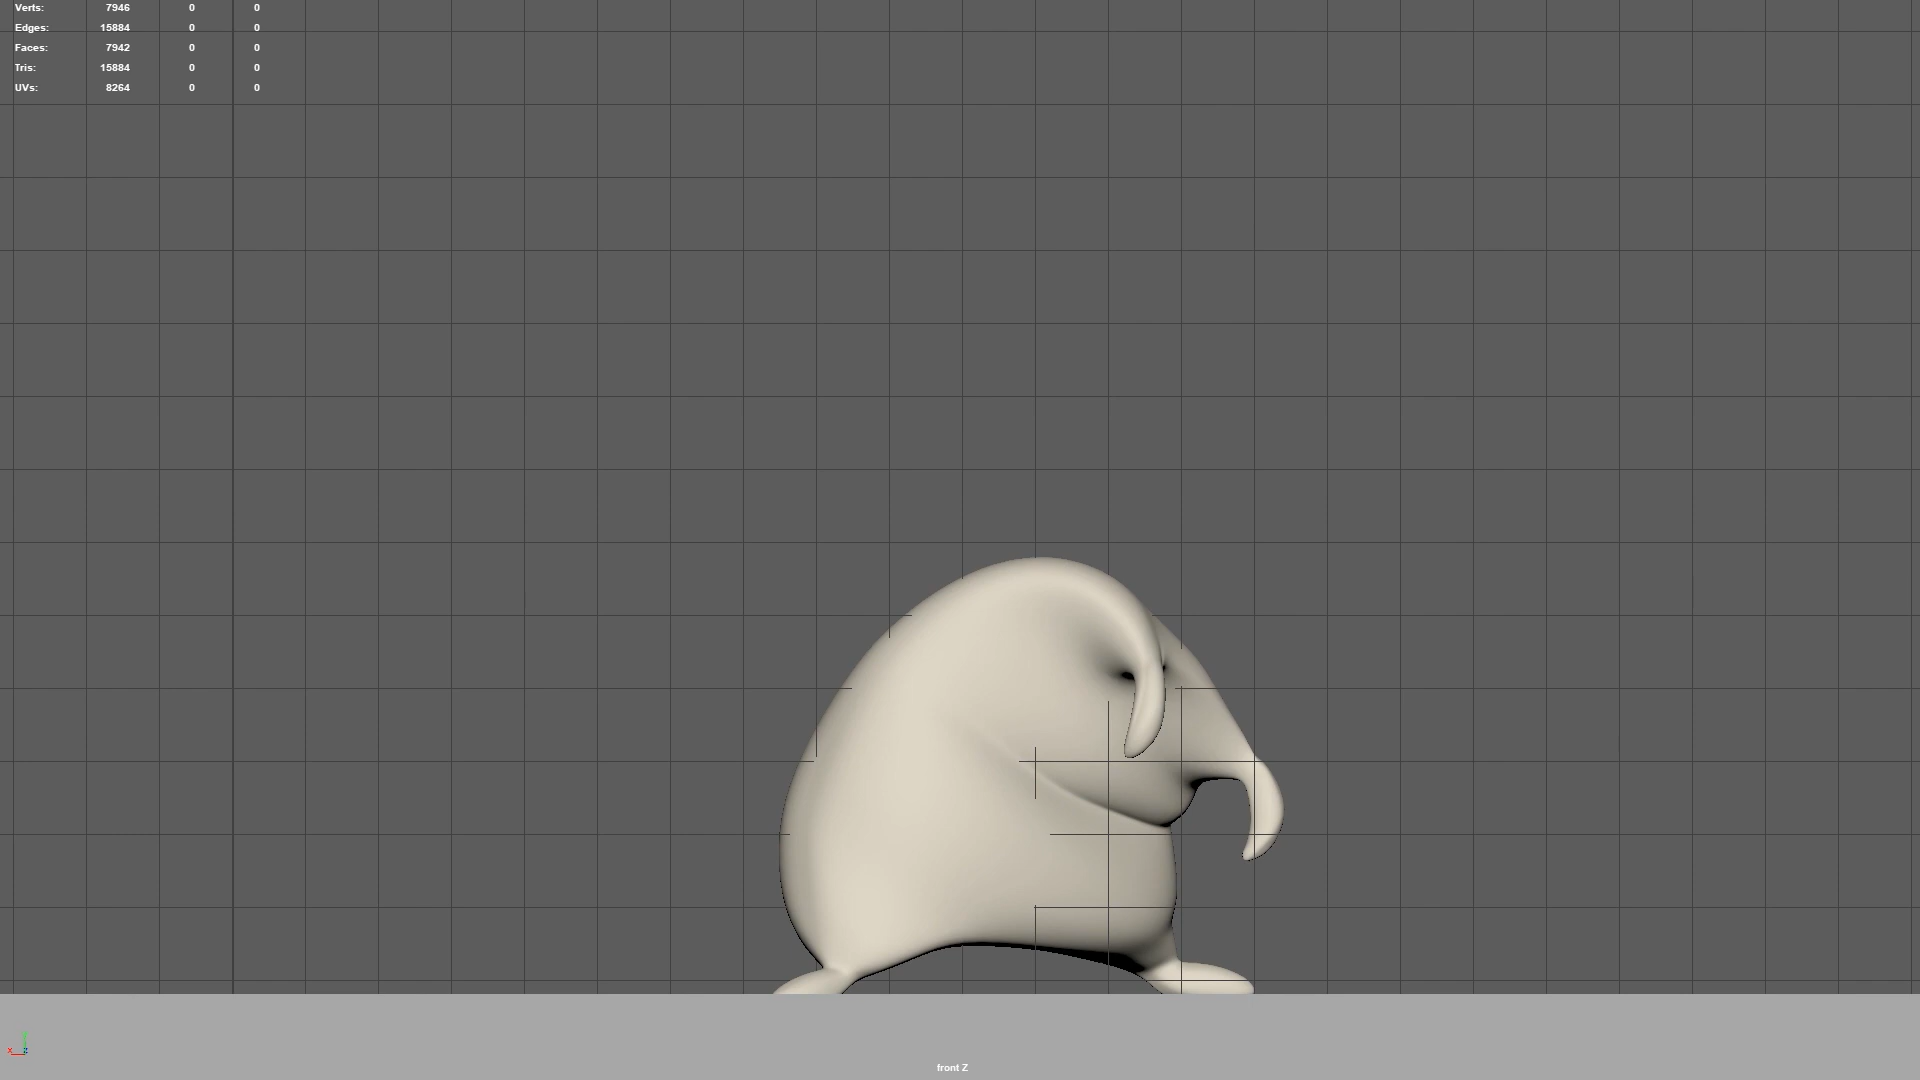 Verts: 7946 0 0
Edges: 15884 0 0
Faces: 7942 0 0
Tris: 15884 0 0
UVs: 8264 0 0
x
front Z